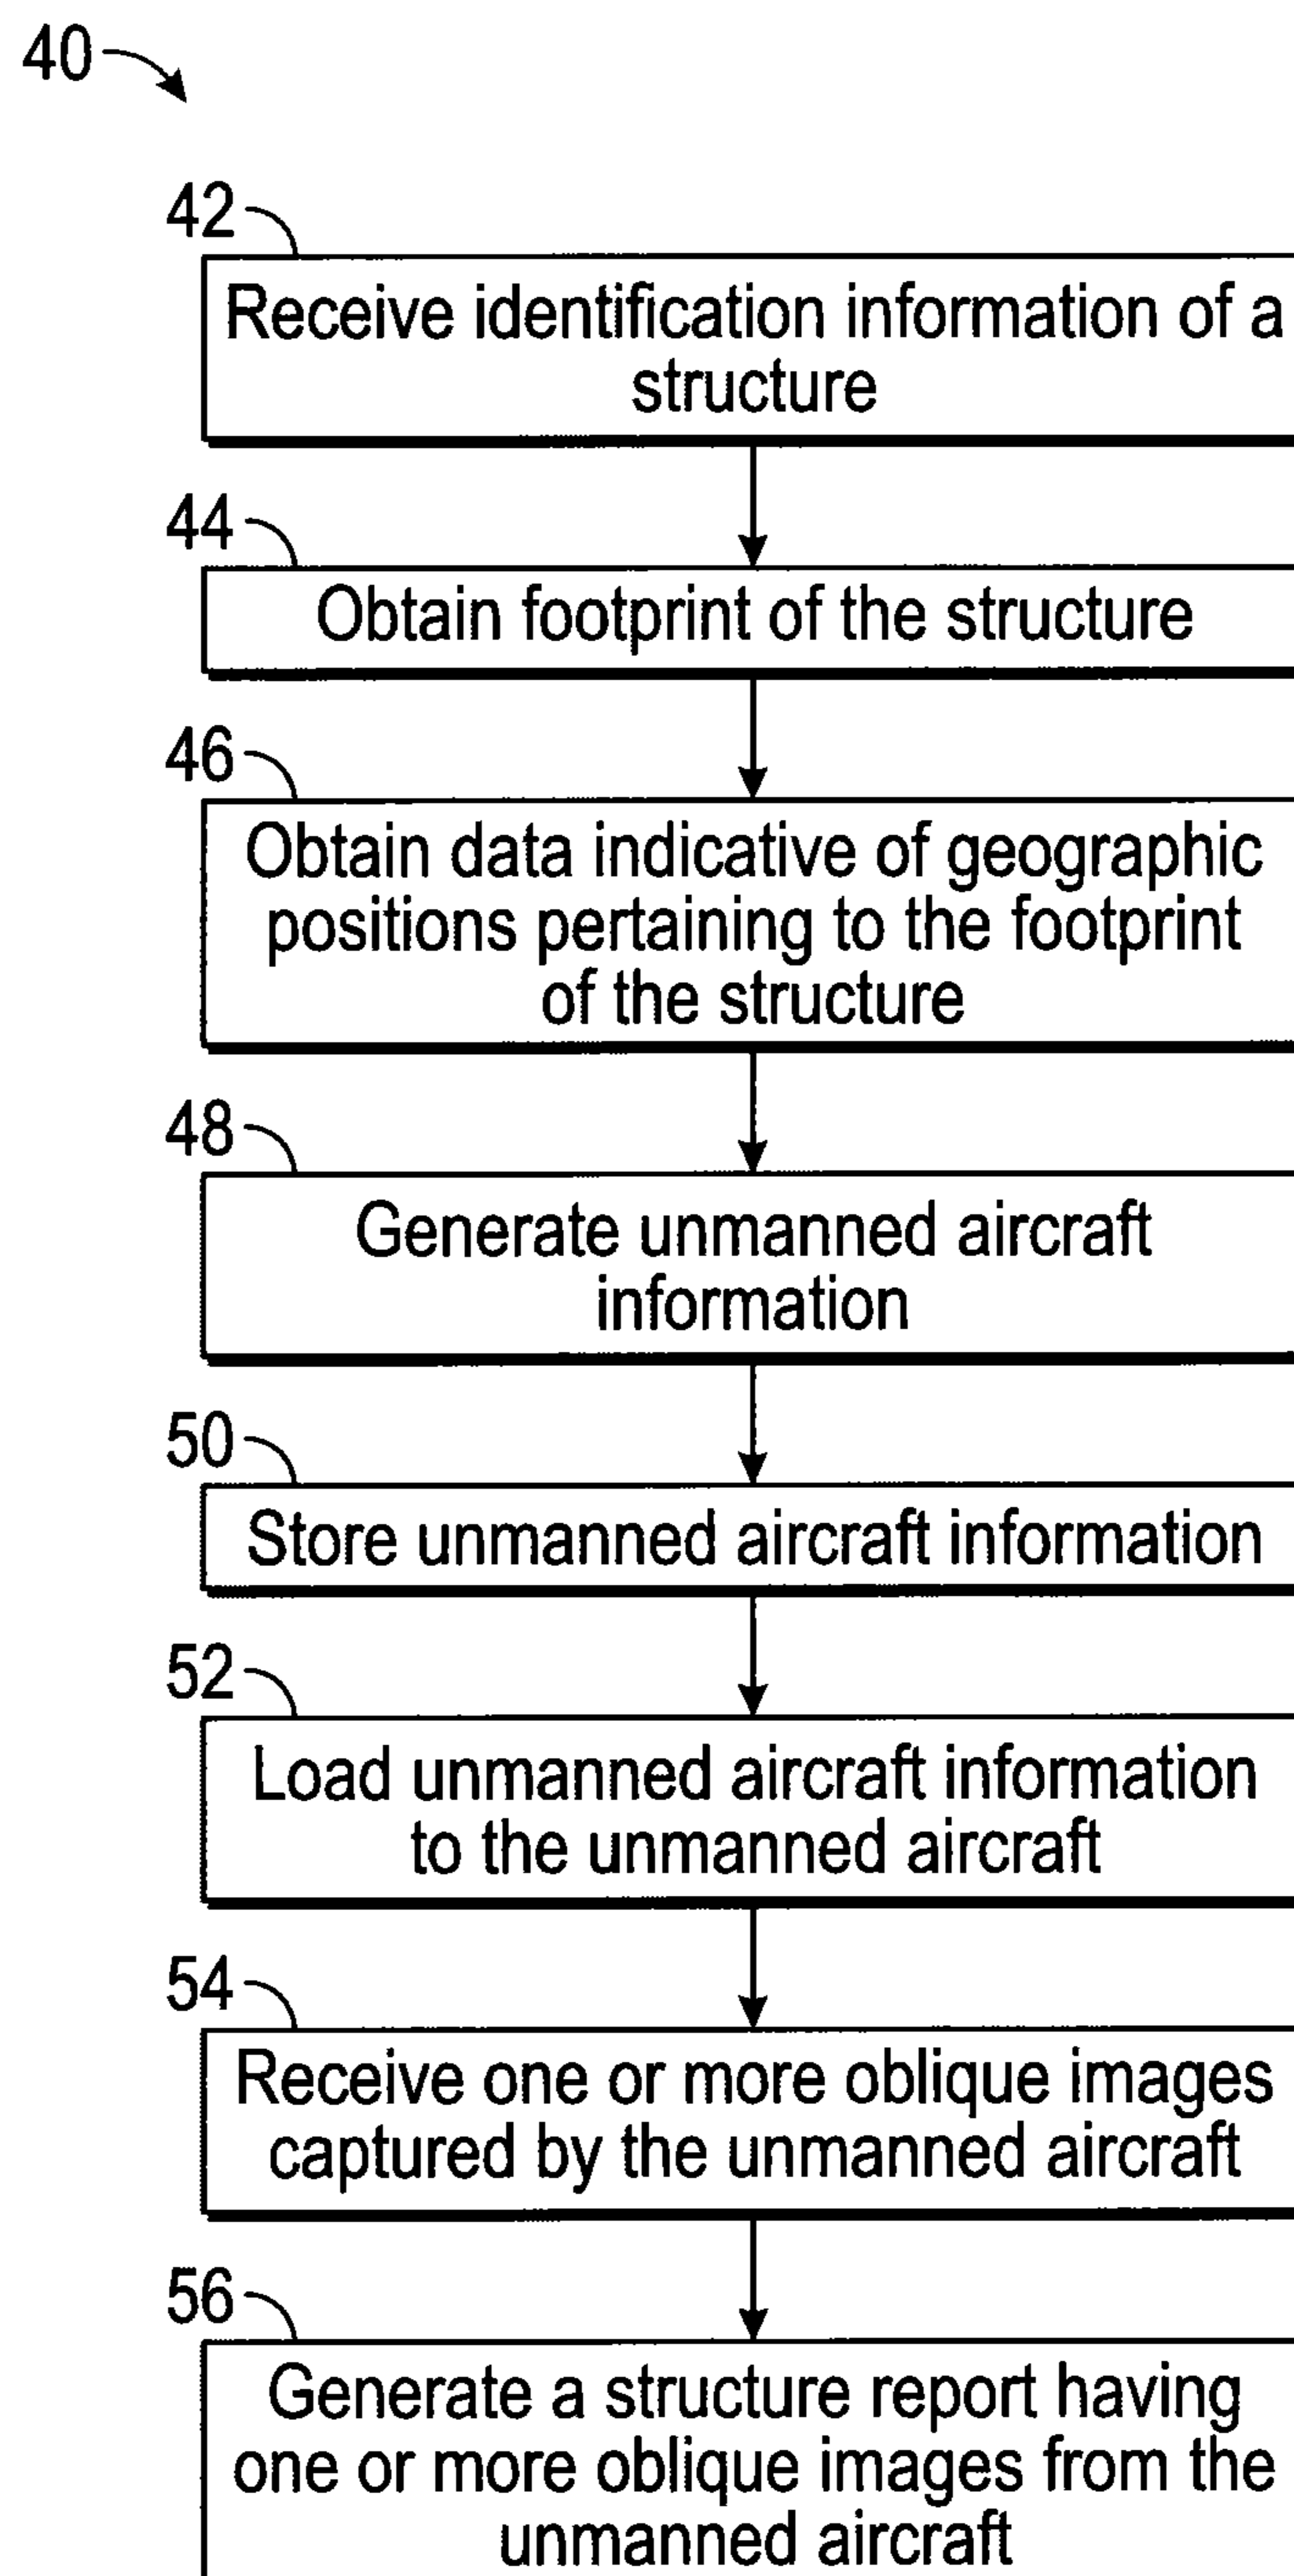 40
42
Receive identification information of a
structure
44
Obtain footprint of the structure
46
Obtain data indicative of geographic
positions pertaining to the footprint
of the structure
48
Generate unmanned aircraft
information
50
Store unmanned aircraft information
52
Load unmanned aircraft information
to the unmanned aircraft
54
Receive one or more oblique images
captured by the unmanned aircraft
56
Generate a structure report having
one or more oblique images from the
unmanned aircraft